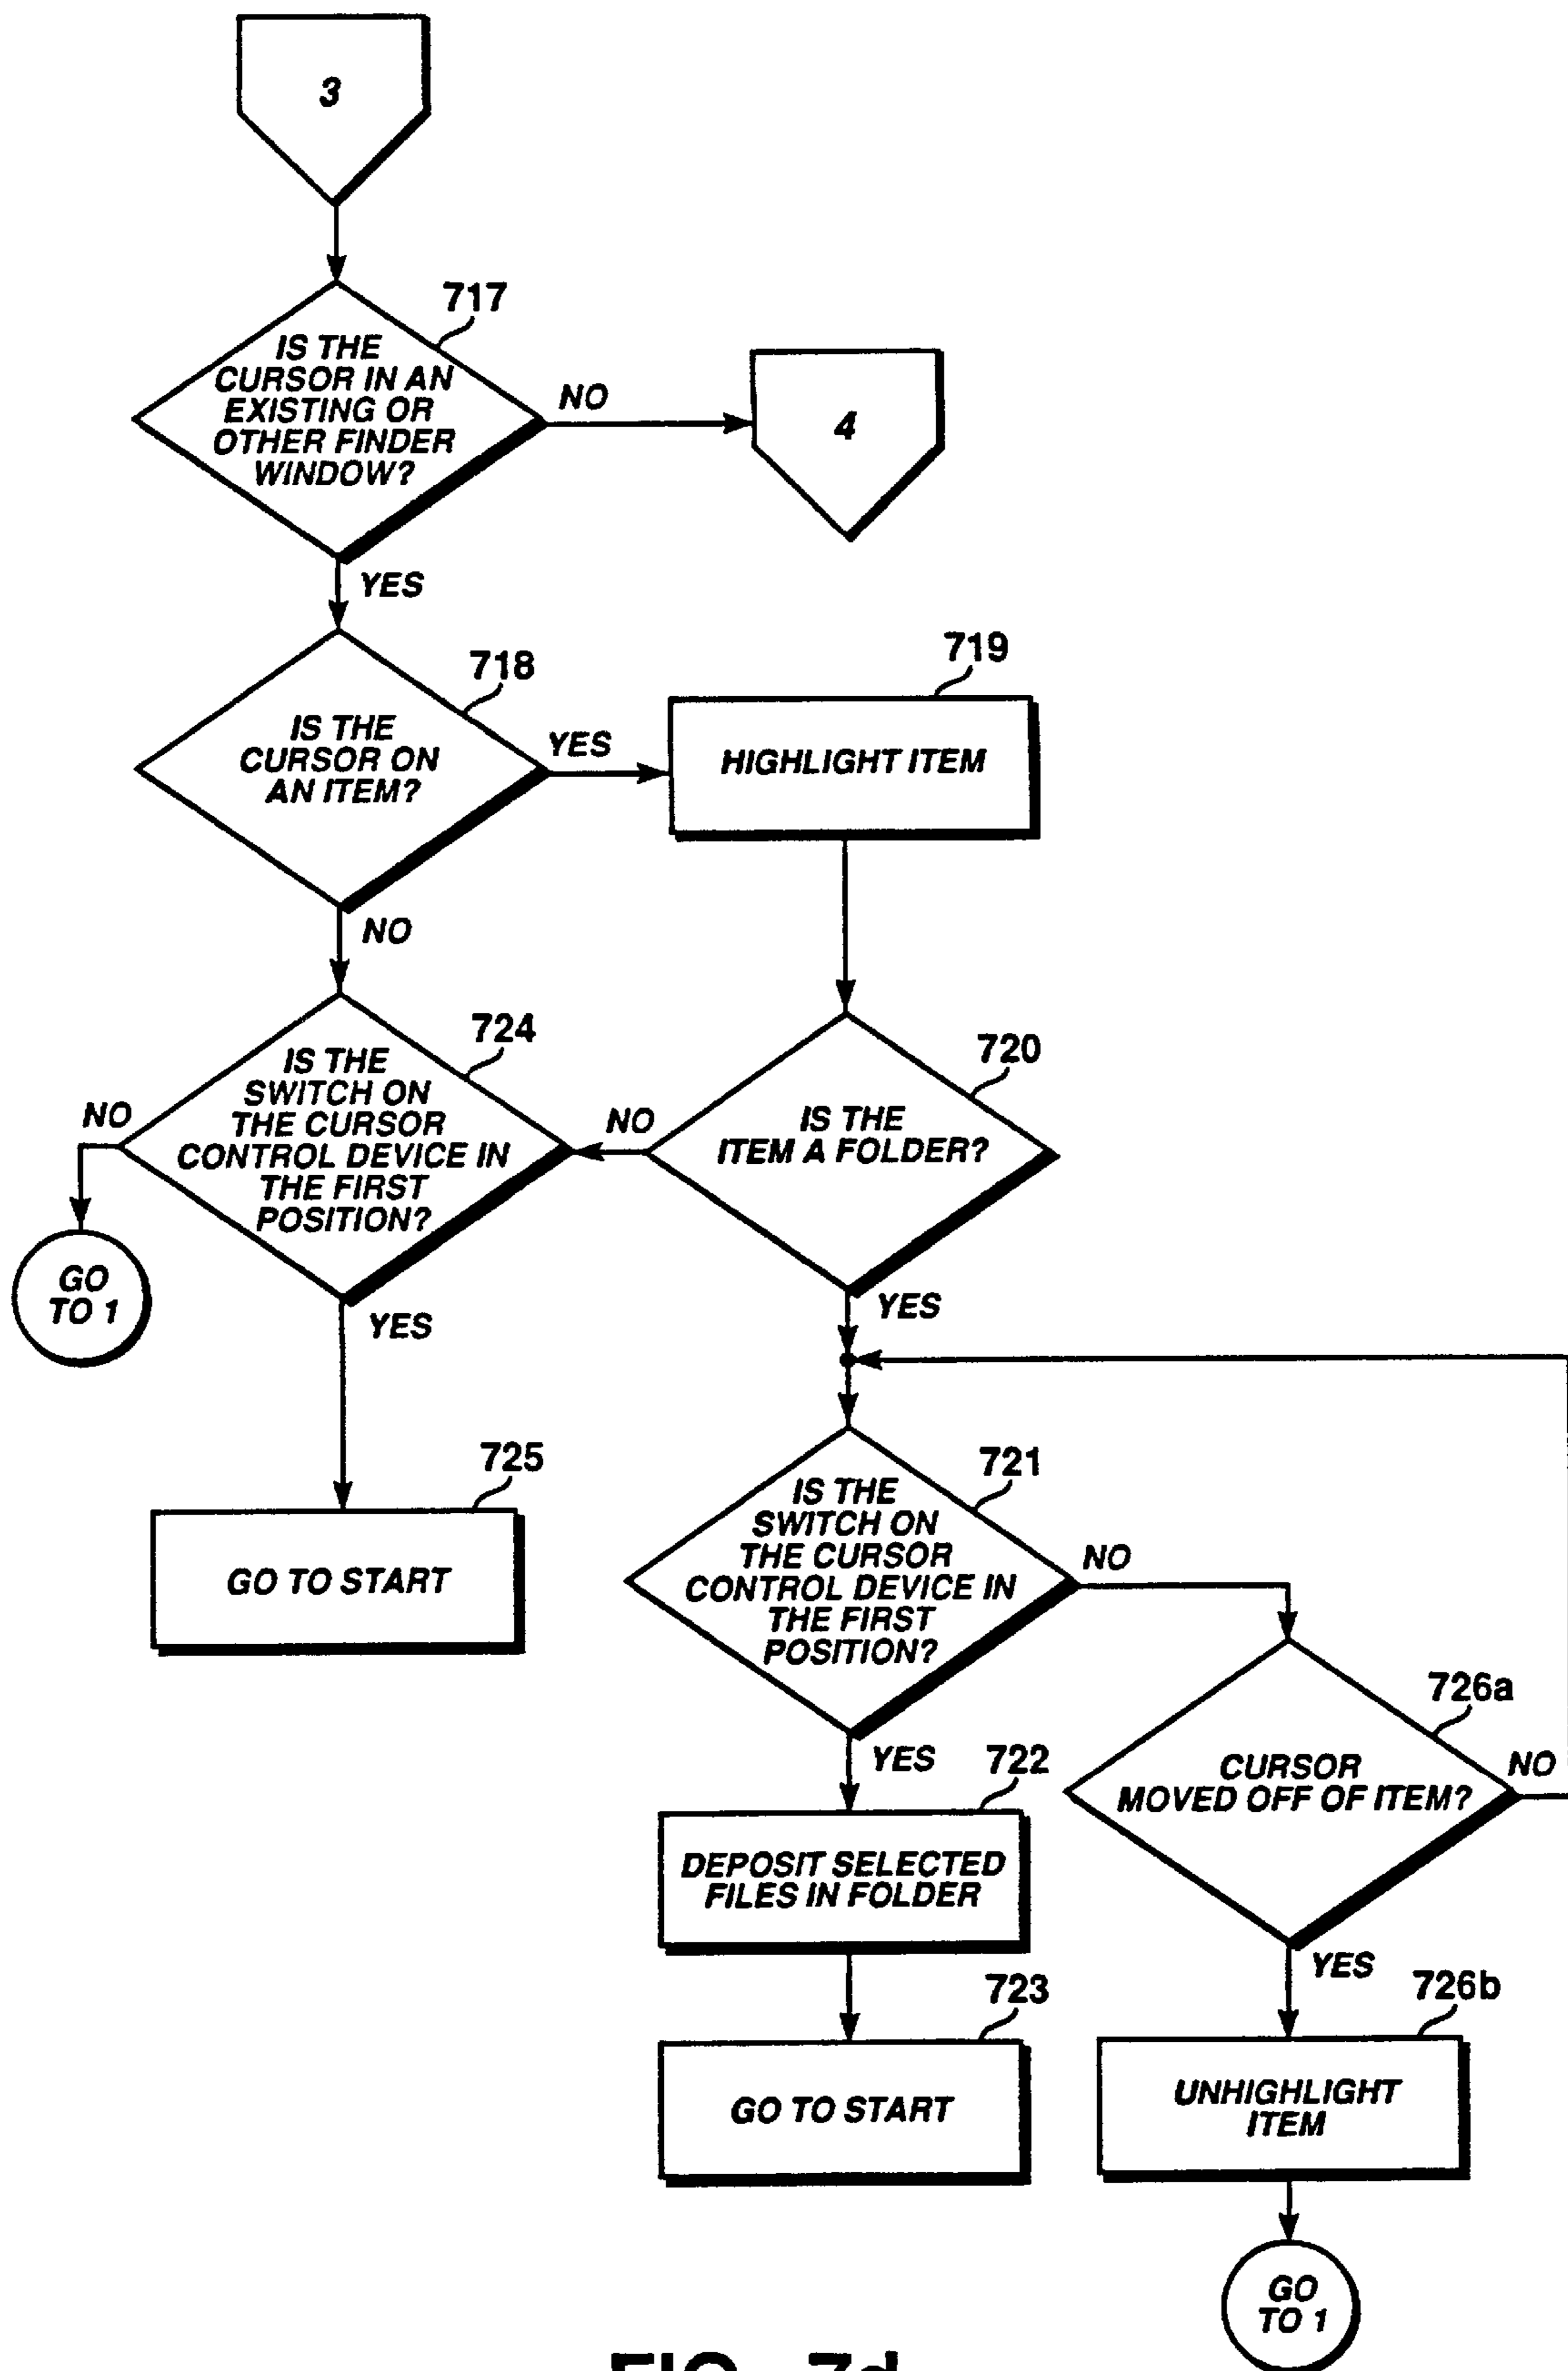 3
717
IS THE
CURSOR IN AN
EXISTING OR
OTHER FINDER
WINDOW?
NO
4
YES
718
IS THE
CURSOR ON
AN ITEM?
YES
719
HIGHLIGHT ITEM
NO
724
IS THE
SWITCH ON
THE CURSOR
CONTROL DEVICE IN
THE FIRST
POSITION?
NO
GO
TO 1
NO
720
IS THE
ITEM A FOLDER?
YES
YES
725
GO TO START
721
IS THE
SWITCH ON
THE CURSOR
CONTROL DEVICE IN
THE FIRST
POSITION?
NO
726a
CURSOR
MOVED OFF OF ITEM?
NO
YES
722
DEPOSIT SELECTED
FILES IN FOLDER
723
GO TO START
YES
726b
UNHIGHLIGHT
ITEM
GO
TO 1